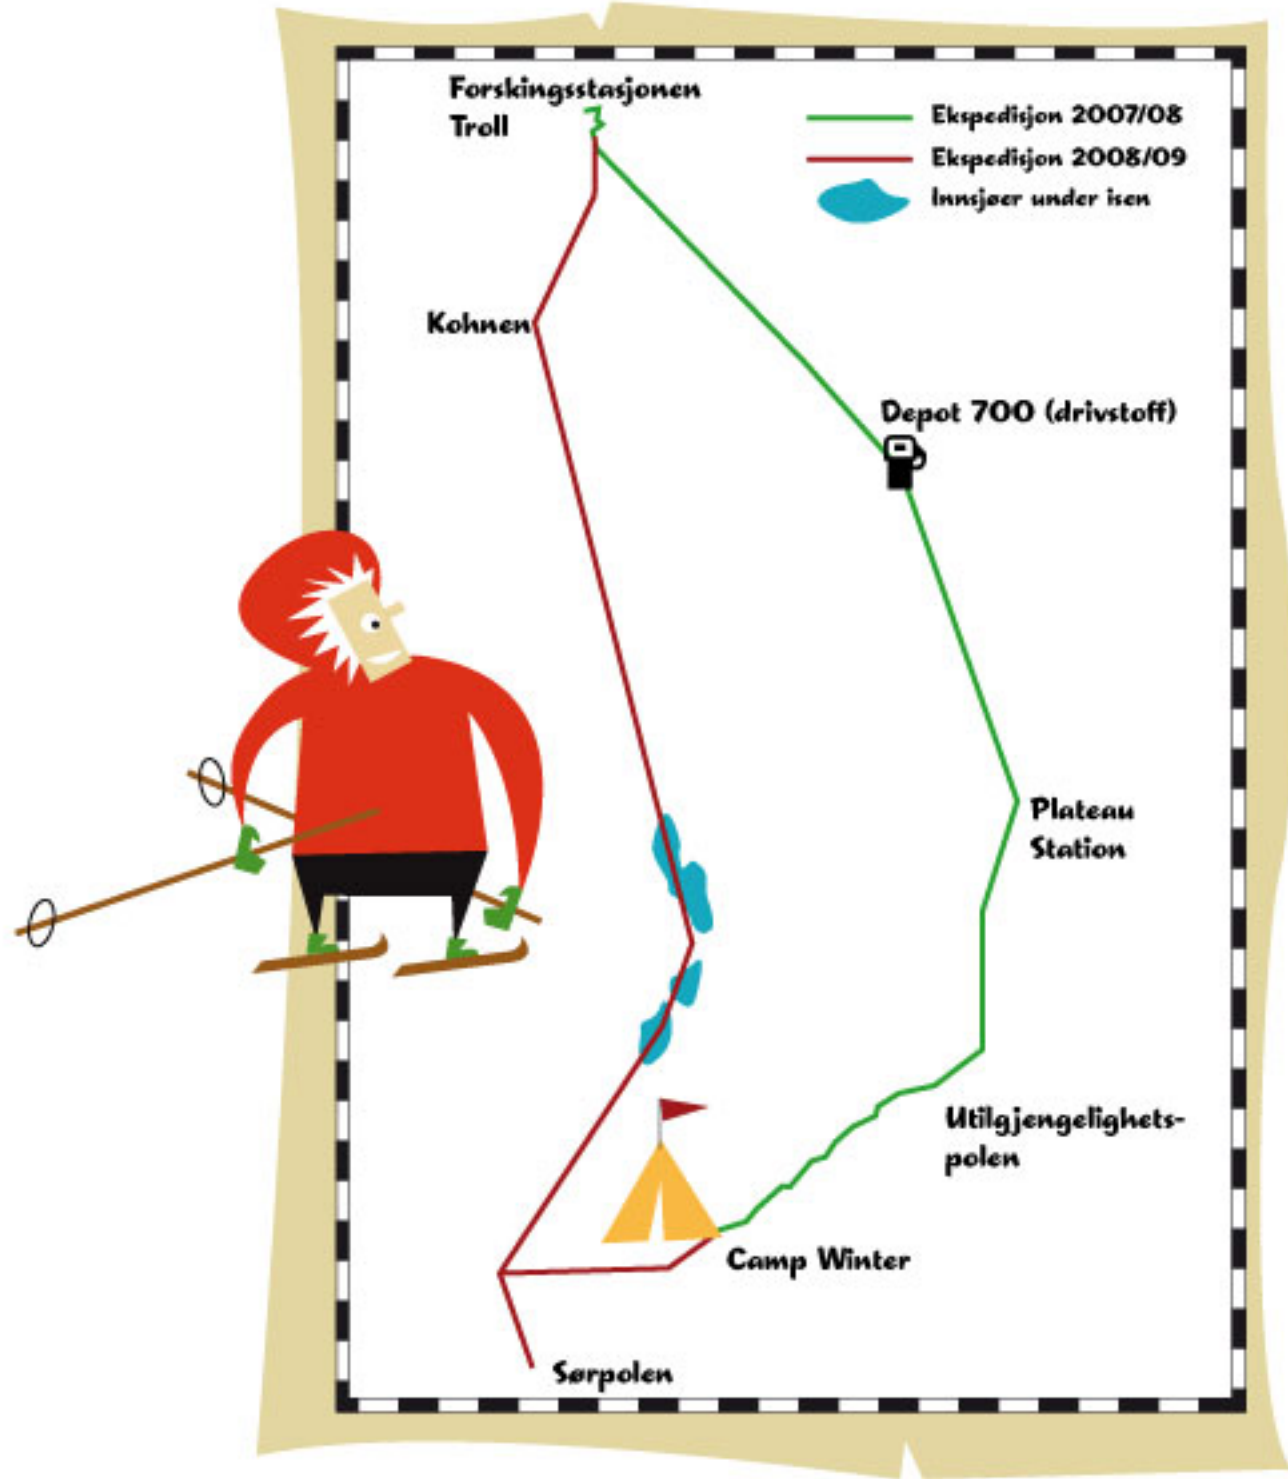 Forskingsstasjonen
Troll
Ekspedisjon 2007/08
Ekspedisjon 2008/09
Innsjøer under isen
Kohnen
Depot 700 (drivstoff)
Plateau
Station
Utilgjengelighets-
polen
Camp Winter
Sørpolen